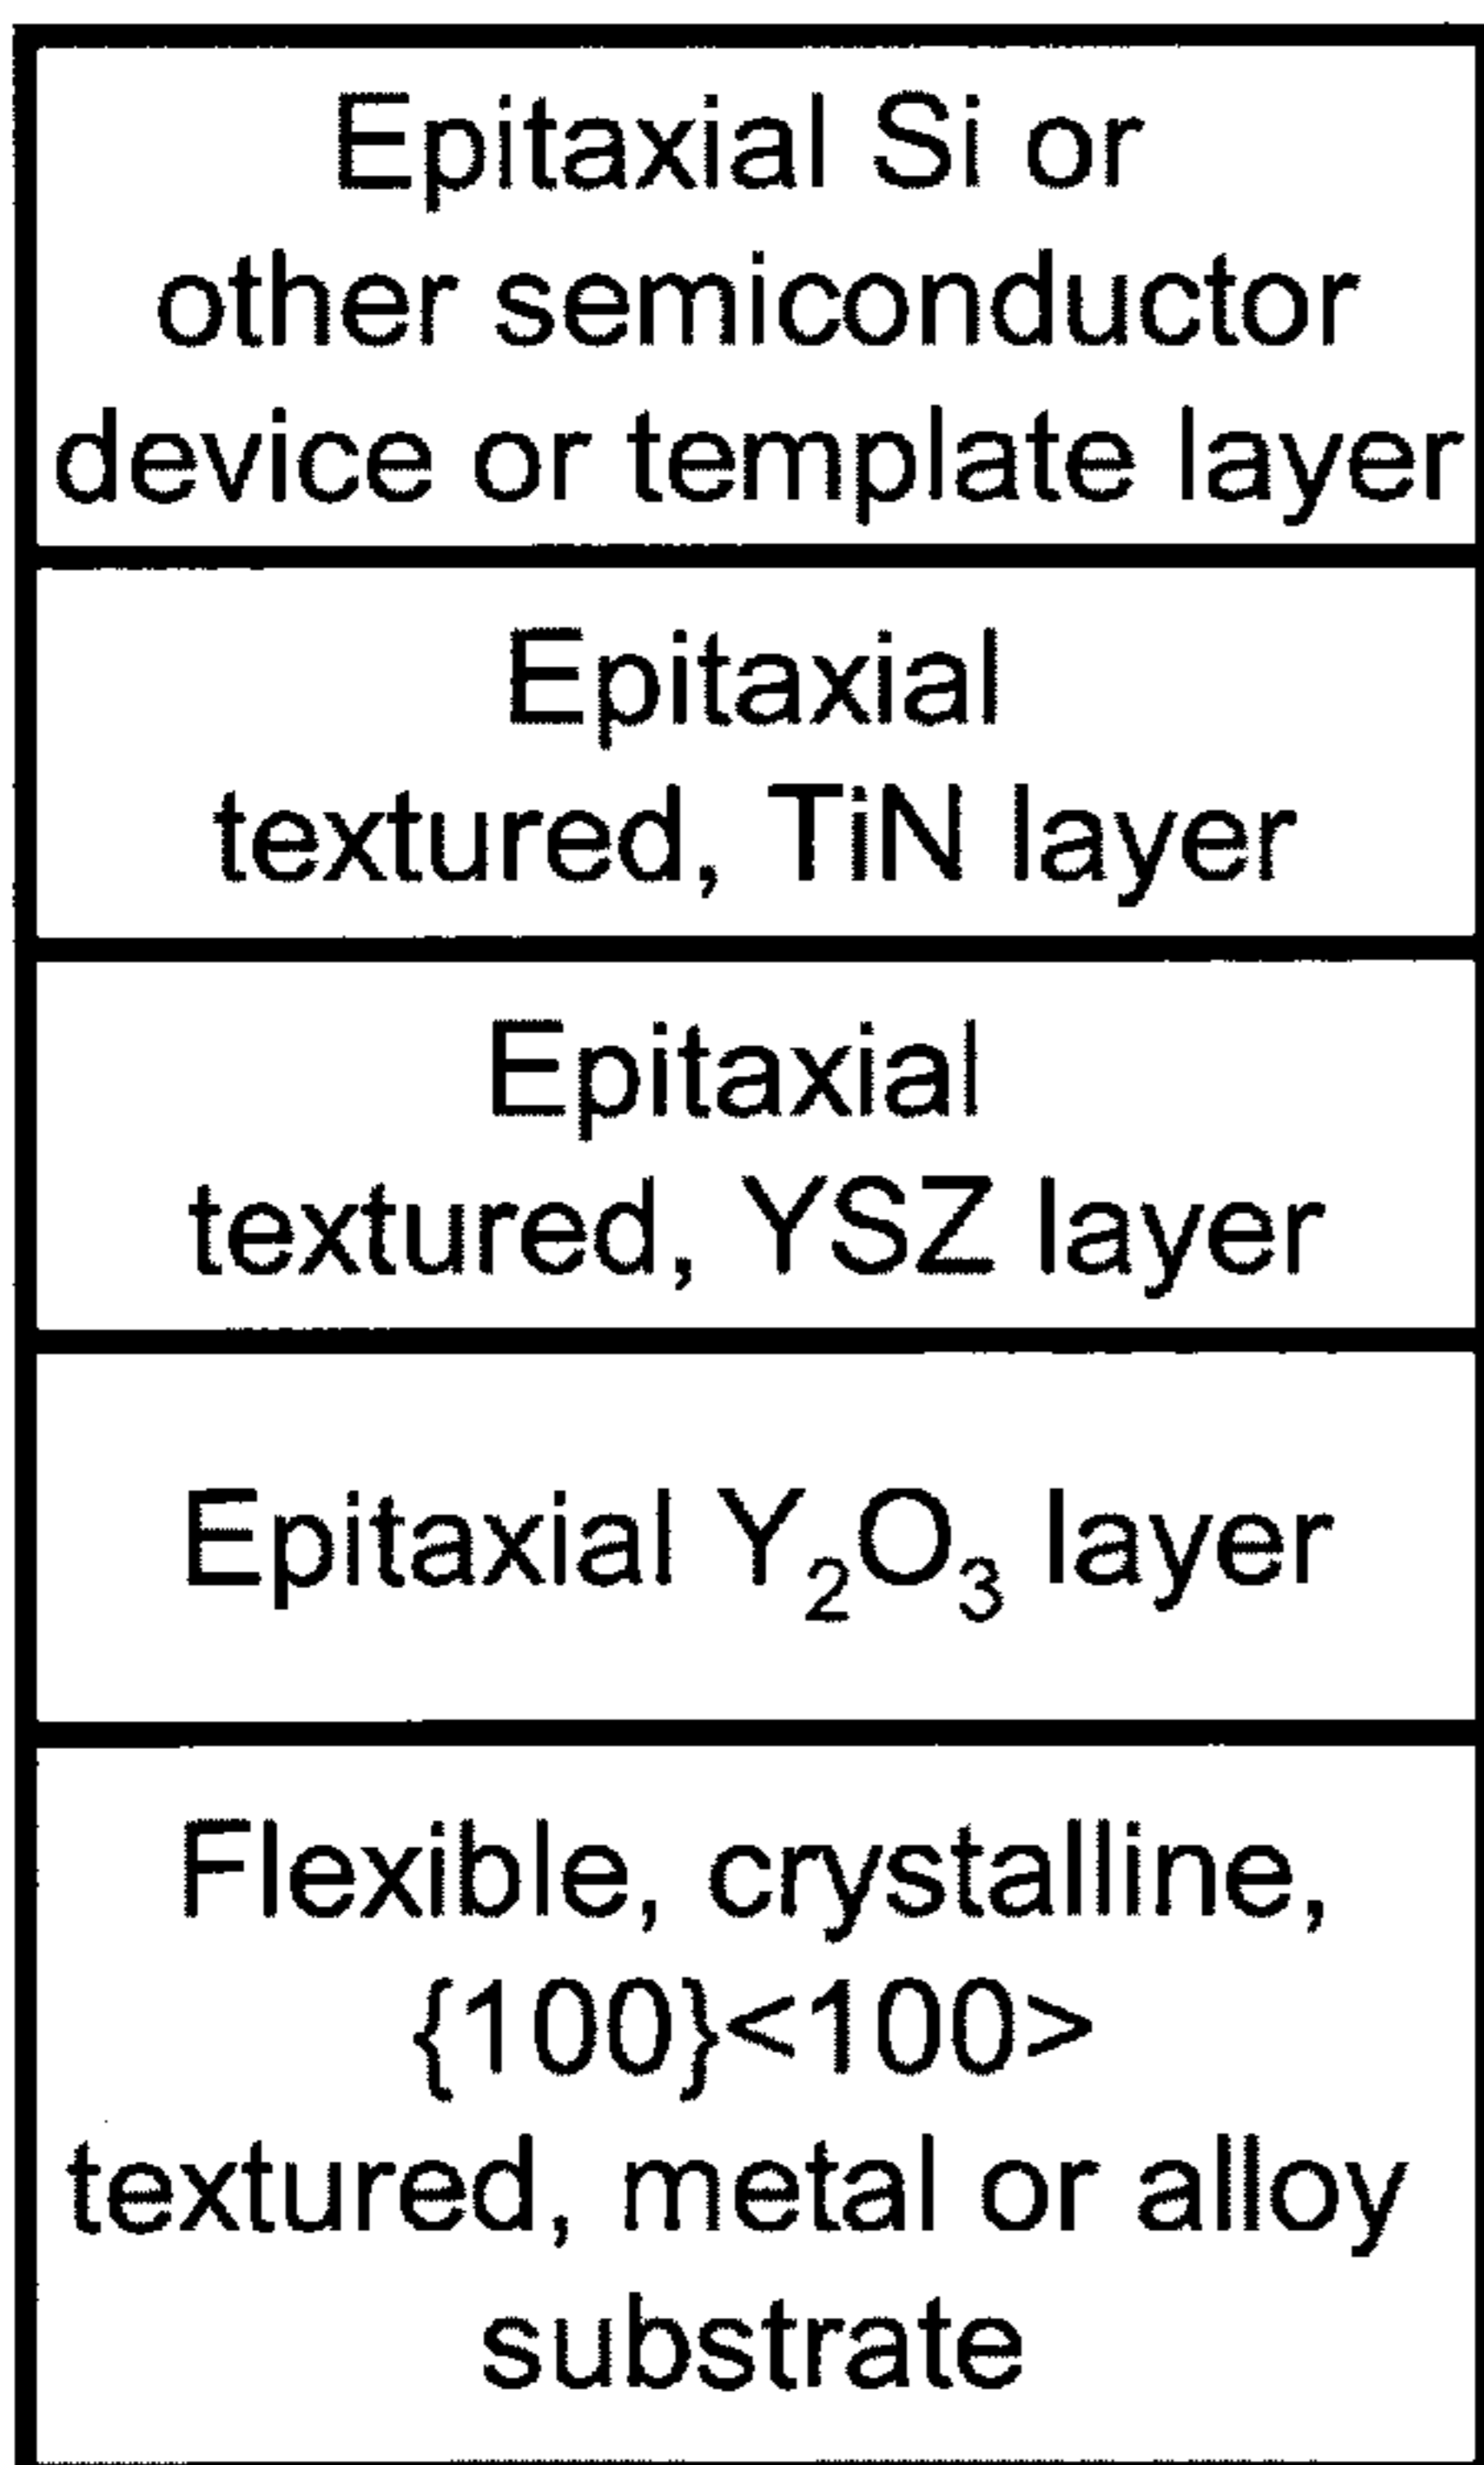 Epitaxial Si or
other semiconductor
device or template layer
Epitaxial
textured, TiN layer
Epitaxial
textured, YSZ layer
Epitaxial Y₂O₃ layer
Flexible, crystalline,
{100}<100>
textured, metal or alloy
substrate